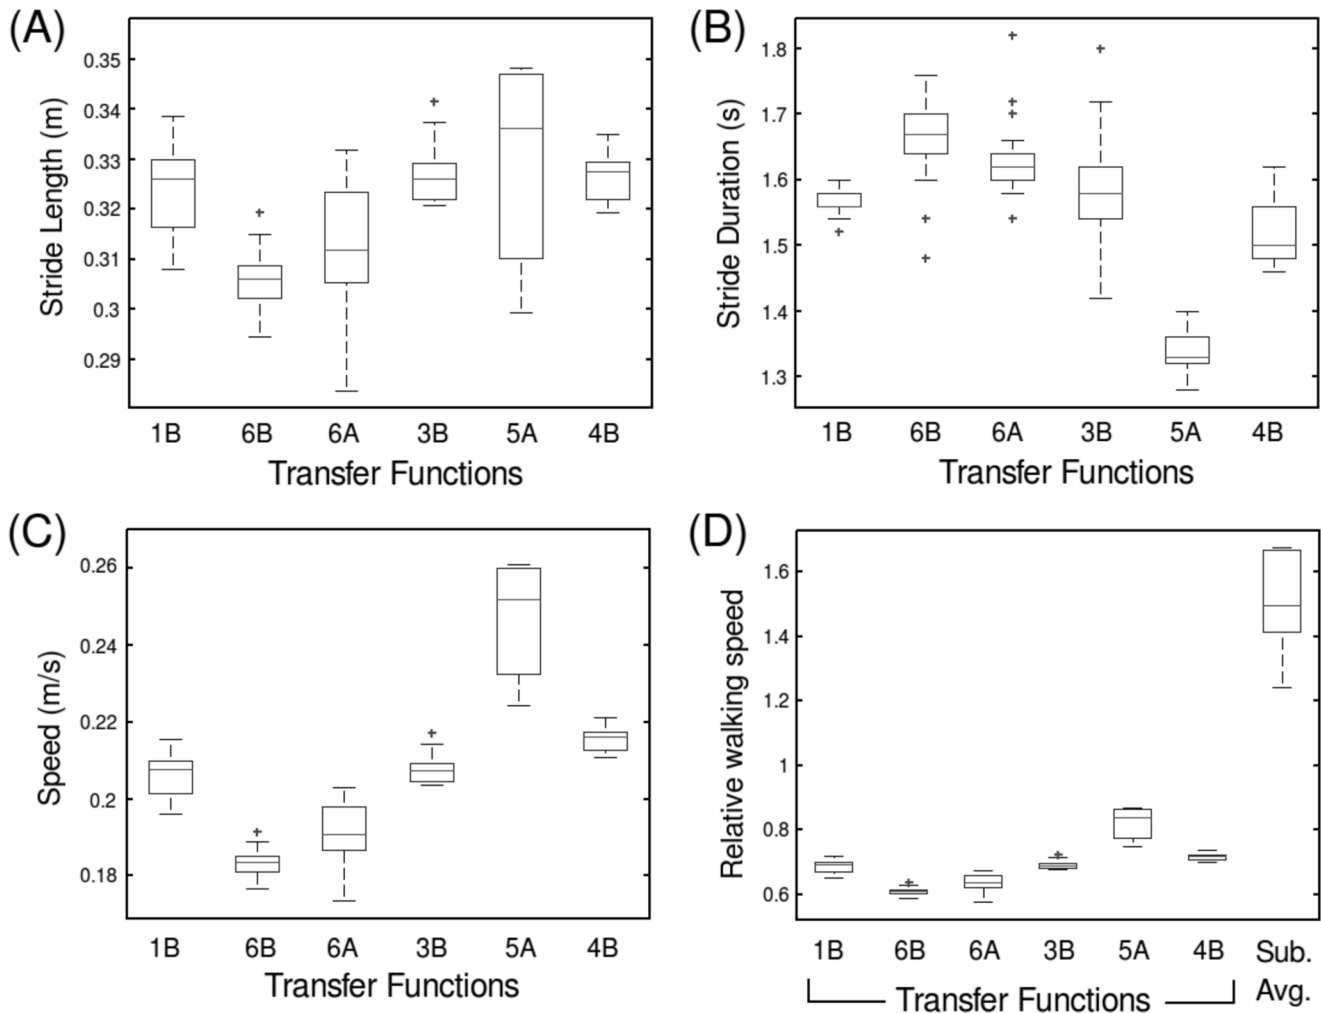 (A)
Stride Length (m)
0.35
0.34
0.33
0.32
0.31
0.3
0.29
1B 6B 6A 3B 5A 4B
Transfer Functions
(B)
Stride Duration (s)
1.8
1.7
1.6
1.5
1.4
1.3
1B 6B 6A 3B 5A 4B
Transfer Functions
(C)
Speed (m/s)
0.26
0.24
0.22
0.2
0.18
1B 6B 6A 3B 5A 4B
Transfer Functions
(D)
Relative walking speed
1.6
1.4
1.2
1
0.8
0.6
1B 6B 6A 3B 5A 4B Sub.
Transfer Functions Avg.